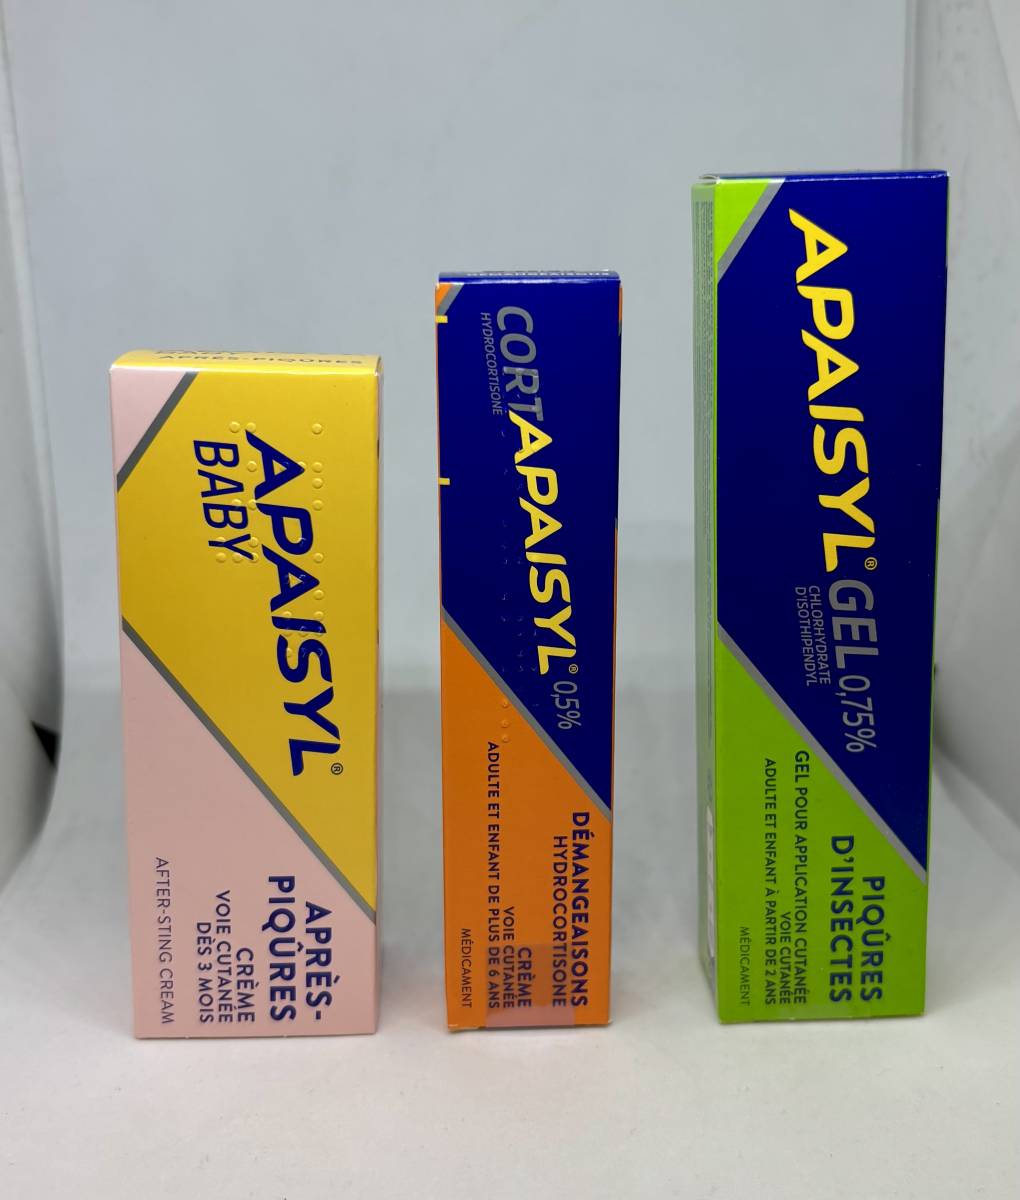 APRÈS-PIQÛRES
APAISYL®
BABY
APRÈS-
PIQÛRES
CRÈME
VOIE CUTANÉE
DÈS 3 MOIS
AFTER-STING CREAM
CORTAPAISYL® 0,5%
HYDROCORTISONE
DÉMANGEAISONS
HYDROCORTISONE
CRÈME
VOIE CUTANÉE
ADULTE ET ENFANT DE PLUS DE 6 ANS
MÉDICAMENT
APAISYL® GEL 0,75%
CHLORHYDRATE
D'ISOTHIPENDYL
PIQÛRES
D'INSECTES
GEL POUR APPLICATION CUTANÉE
VOIE CUTANÉE
ADULTE ET ENFANT À PARTIR DE 2 ANS
MÉDICAMENT